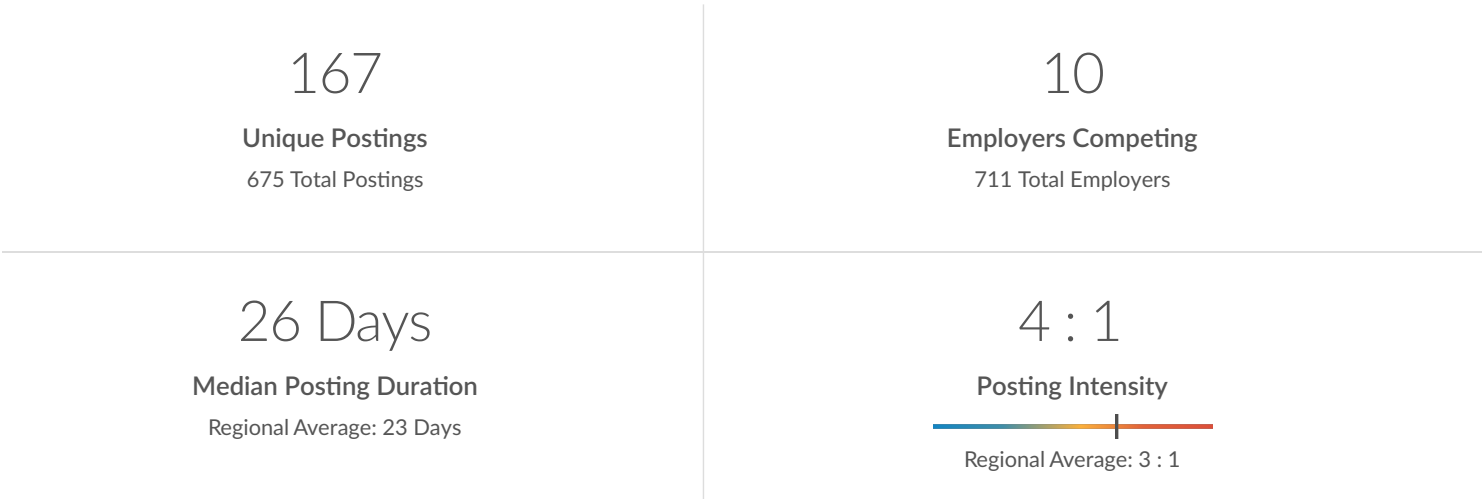 167
Unique Postings
675 Total Postings
10
Employers Competing
711 Total Employers
26 Days
Median Posting Duration
Regional Average: 23 Days
4 : 1
Posting Intensity
Regional Average: 3 : 1